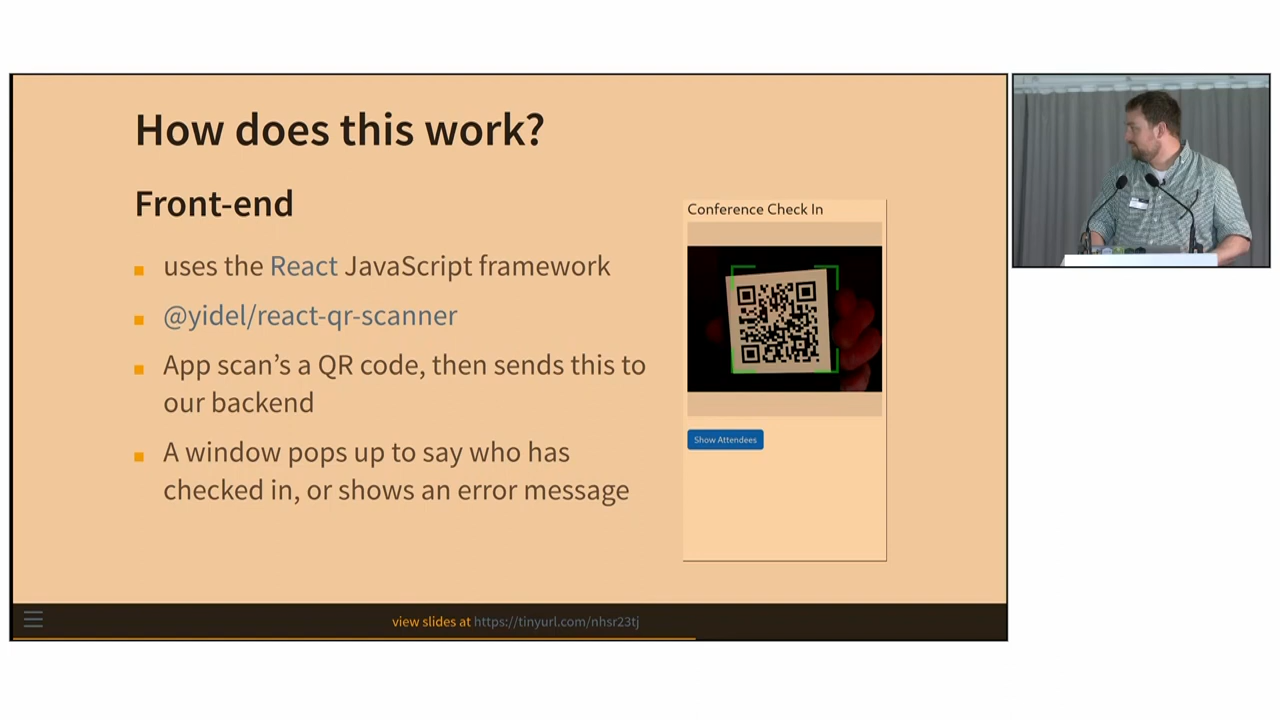 How does this work?
Front-end
uses the React JavaScript framework
@yidel/react-qr-scanner
App scan's a QR code, then sends this to
our backend
A window pops up to say who has
checked in, or shows an error message
Conference Check In
Show Attendees
view slides at https://tinyurl.com/nhsr23tj